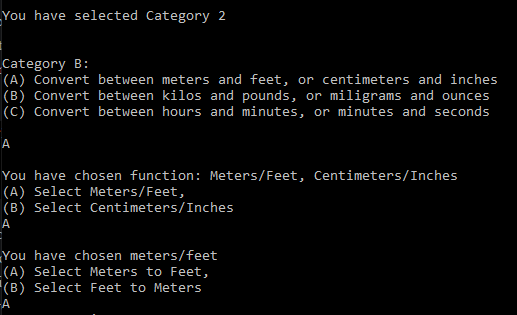 You have selected Category 2
Category B:
(A) Convert between meters and feet, or centimeters and inches
(B) Convert between kilos and pounds, or miligrams and ounces
(C) Convert between hours and minutes, or minutes and seconds
A
You have chosen function: Meters/Feet, Centimeters/Inches
(A) Select Meters/Feet,
(B) Select Centimeters/Inches
A
You have chosen meters/feet
(A) Select Meters to Feet,
(B) Select Feet to Meters
A